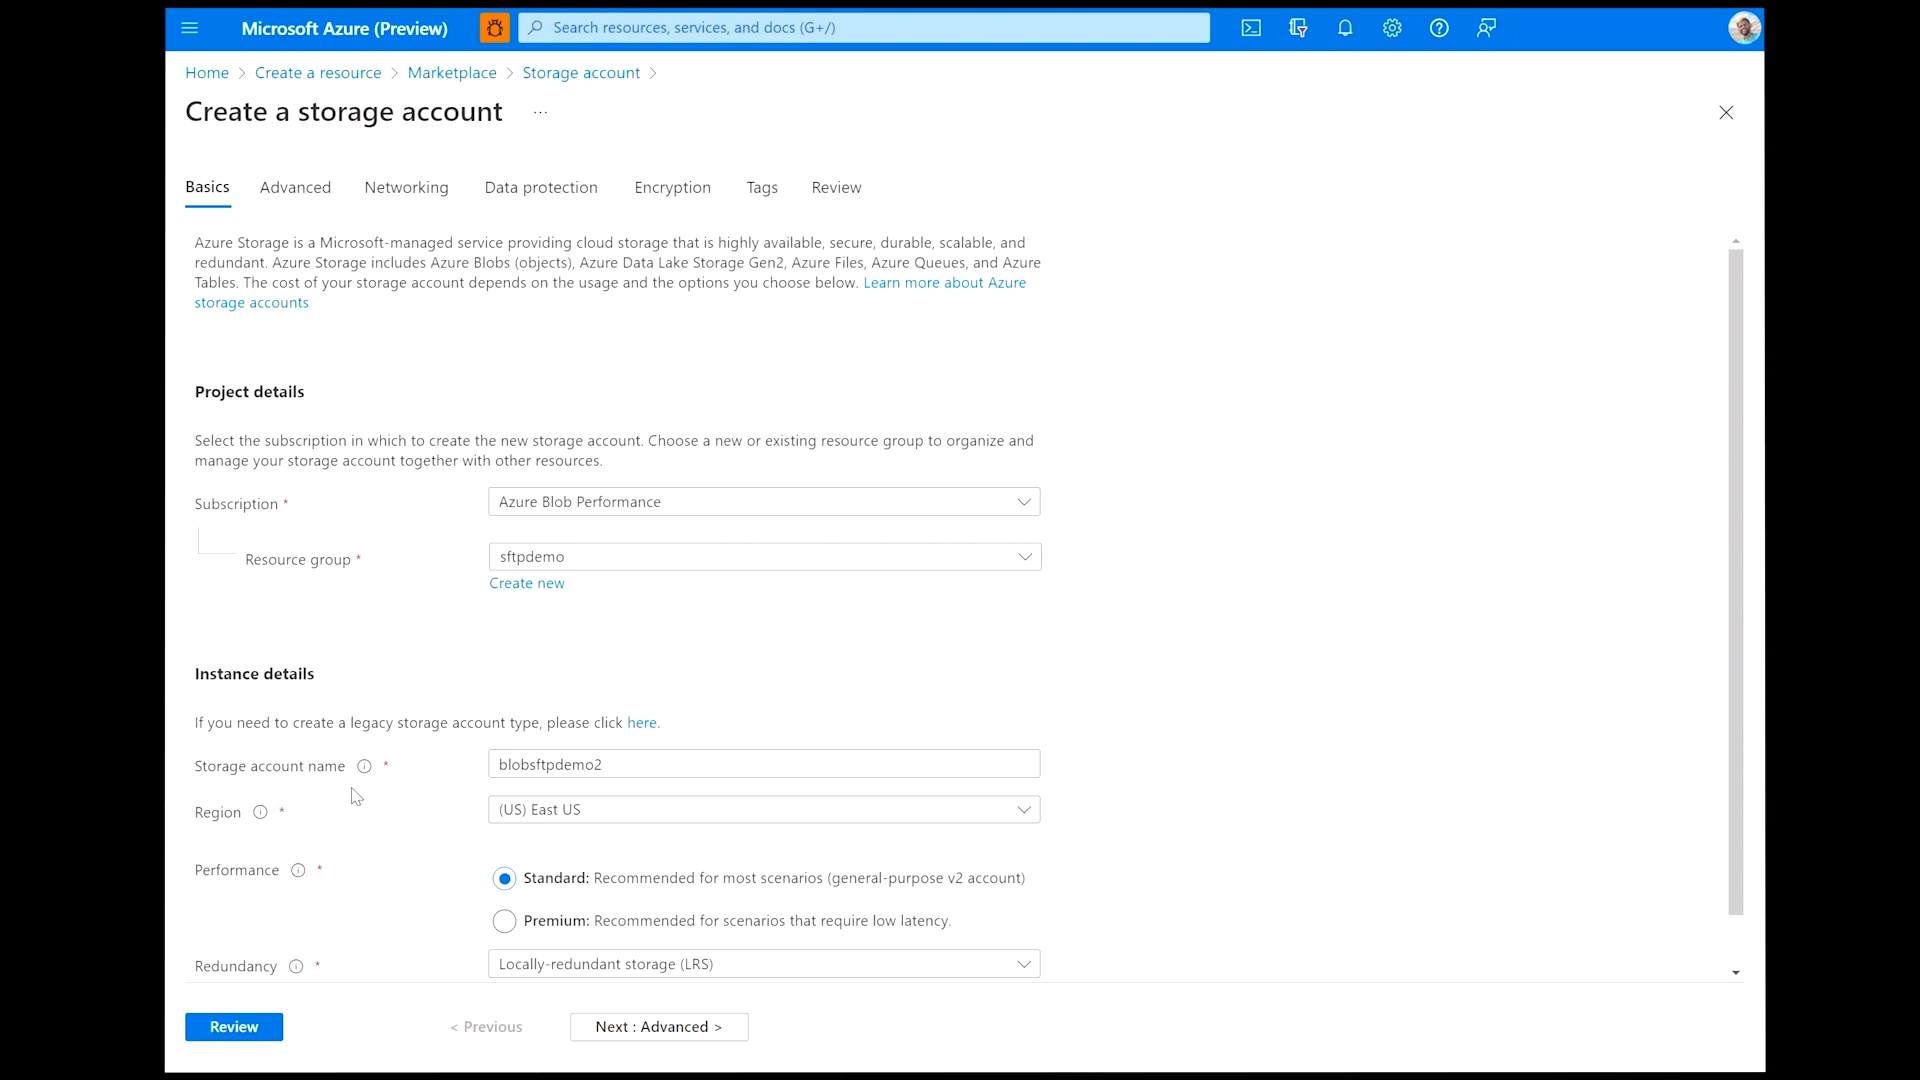 Microsoft Azure (Preview)
Search resources, services, and docs (G+/)
Home > Create a resource > Marketplace > Storage account >
Create a storage account ...
Basics
Advanced
Networking
Data protection
Encryption
Tags
Review
Azure Storage is a Microsoft-managed service providing cloud storage that is highly available, secure, durable, scalable, and
redundant. Azure Storage includes Azure Blobs (objects), Azure Data Lake Storage Gen2, Azure Files, Azure Queues, and Azure
Tables. The cost of your storage account depends on the usage and the options you choose below. Learn more about Azure
storage accounts
Project details
Select the subscription in which to create the new storage account. Choose a new or existing resource group to organize and
manage your storage account together with other resources.
Subscription *
Azure Blob Performance
Resource group *
sftpdemo
Create new
Instance details
If you need to create a legacy storage account type, please click here.
Storage account name *
blobsftpdemo2
Region *
(US) East US
Performance *
Standard: Recommended for most scenarios (general-purpose v2 account)
Premium: Recommended for scenarios that require low latency.
Redundancy *
Locally-redundant storage (LRS)
Review
< Previous
Next : Advanced >